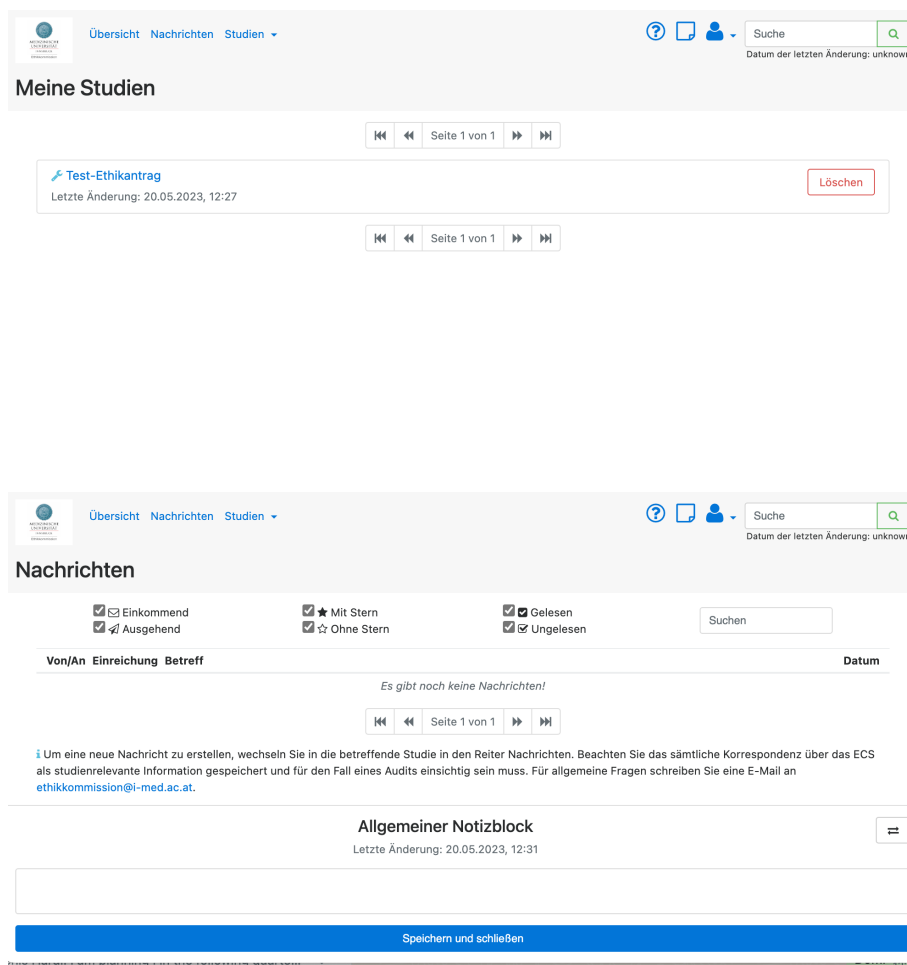 MEDIZINISCHE
UNIVERSITÄT
Übersicht Nachrichten Studien
Suche
Datum der letzten Änderung: unknown
Meine Studien
Seite 1 von 1
Test-Ethikantrag
Löschen
Letzte Änderung: 20.05.2023, 12:27
Seite 1 von 1
MEDIZINISCHE
UNIVERSITÄT
Übersicht Nachrichten Studien
Suche
Datum der letzten Änderung: unknown
Nachrichten
Einkommend Mit Stern Gelesen
Suchen
Ausgehend Ohne Stern Ungelesen
Von/An Einreichung Betreff Datum
Es gibt noch keine Nachrichten!
Seite 1 von 1
Um eine neue Nachricht zu erstellen, wechseln Sie in die betreffende Studie in den Reiter Nachrichten. Beachten Sie das sämtliche Korrespondenz über das ECS
als studienrelevante Information gespeichert und für den Fall eines Audits einsichtig sein muss. Für allgemeine Fragen schreiben Sie eine E-Mail an
ethikkommission@i-med.ac.at.
Allgemeiner Notizblock
Letzte Änderung: 20.05.2023, 12:31
Speichern und schließen